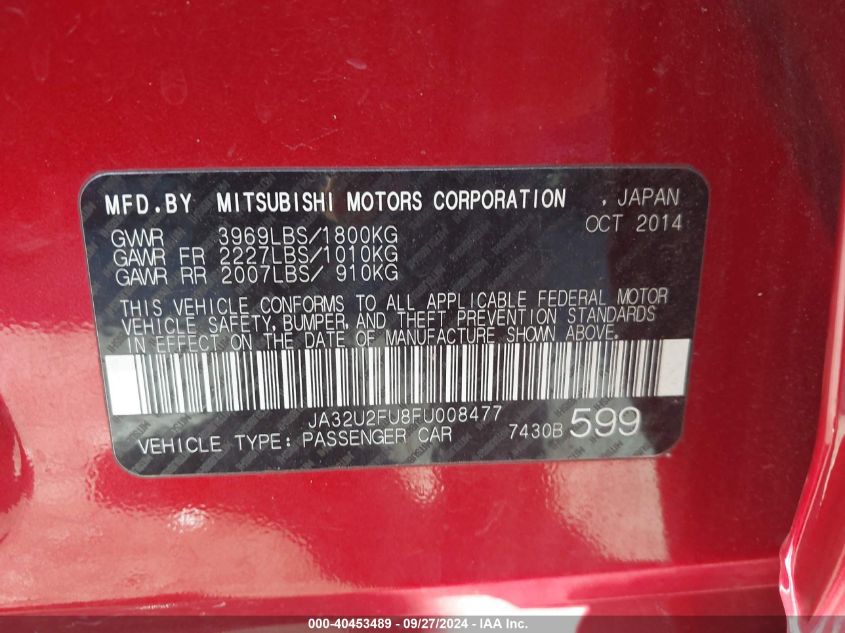 MFD.BY MITSUBISHI MOTORS CORPORATION , JAPAN
OCT 2014
GVWR 3969LBS/1800KG
GAWR FR 2227LBS/1010KG
GAWR RR 2007LBS/ 910KG
THIS VEHICLE CONFORMS TO ALL APPLICABLE FEDERAL MOTOR
VEHICLE SAFETY, BUMPER, AND THEFT PREVENTION STANDARDS
IN EFFECT ON THE DATE OF MANUFACTURE SHOWN ABOVE.
JA32U2FU8FU008477
VEHICLE TYPE: PASSENGER CAR 7430B 599
000-40453489 - 09/27/2024 - IAA, Inc.